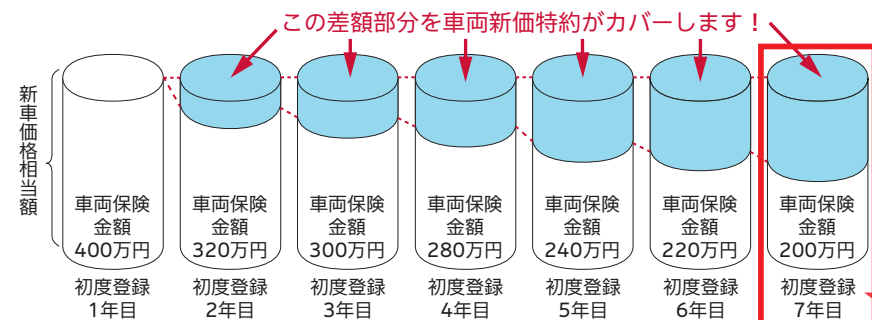 この差額部分を車両新価特約がカバーします！
新車価格相当額
車両保険
金額
400万円
初度登録
1年目
車両保険
金額
320万円
初度登録
2年目
車両保険
金額
300万円
初度登録
3年目
車両保険
金額
280万円
初度登録
4年目
車両保険
金額
240万円
初度登録
5年目
車両保険
金額
220万円
初度登録
6年目
車両保険
金額
200万円
初度登録
7年目